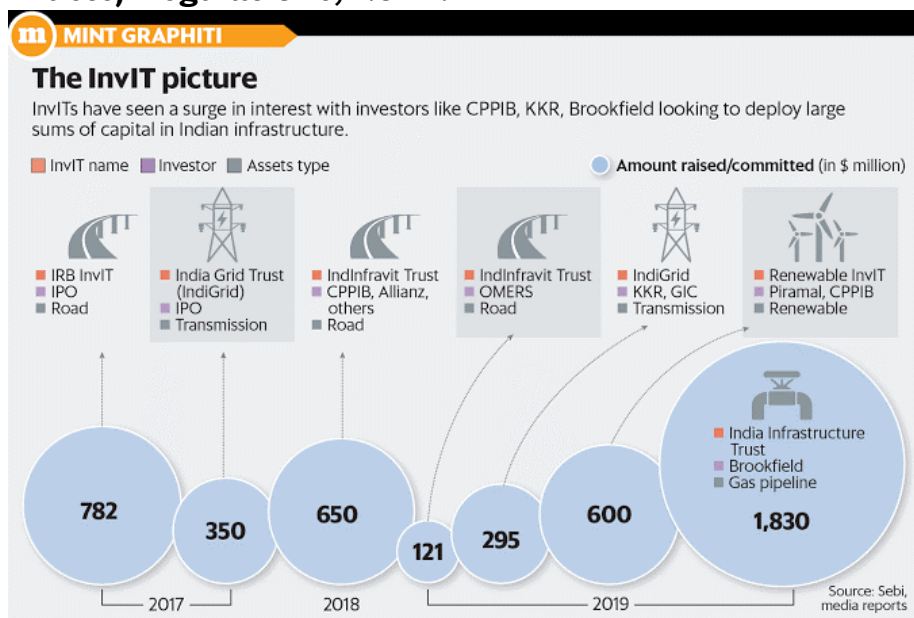 m MINT GRAPHITI
The InvIT picture
InvITs have seen a surge in interest with investors like CPPIB, KKR, Brookfield looking to deploy large
sums of capital in Indian infrastructure.
InvIT name Investor Assets type
Amount raised/committed (in $ million)
IRB InvIT
IPO
Road
India Grid Trust
(IndiGrid)
IPO
Transmission
IndInfravit Trust
CPPIB, Allianz,
others
Road
IndInfravit Trust
OMERS
Road
IndiGrid
KKR, GIC
Transmission
Renewable InvIT
Piramal, CPPIB
Renewable
India Infrastructure
Trust
Brookfield
Gas pipeline
1,830
782
350
650
121
295
600
2017
2018
2019
Source: Sebi,
media reports